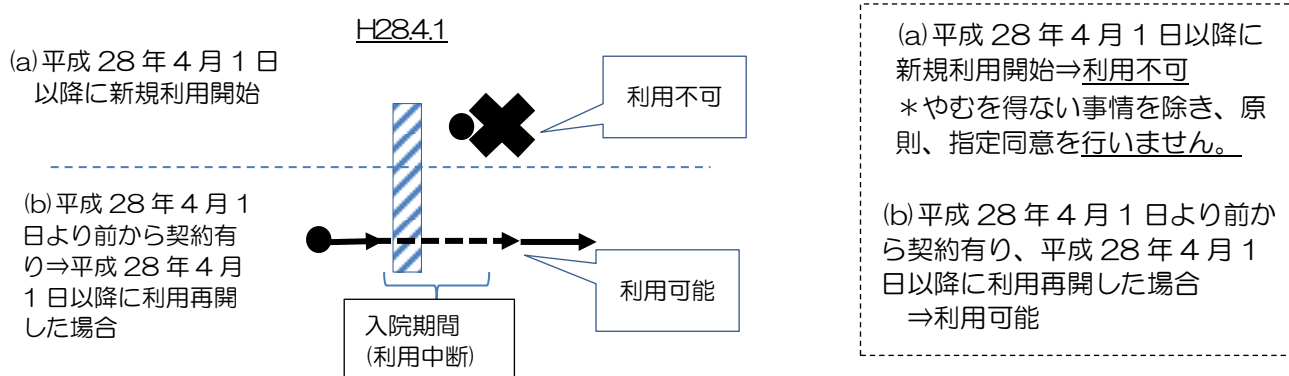 H28.4.1
(a)平成 28 年 4 月 1 日
以降に新規利用開始
利用不可
(b)平成 28 年 4 月 1
日より前から契約有
り⇒平成 28 年 4 月
1 日以降に利用再開
した場合
利用可能
入院期間
(利用中断)
(a)平成 28 年 4 月 1 日以降に
新規利用開始⇒利用不可
＊やむを得ない事情を除き、原
則、指定同意を行いません。
(b)平成 28 年 4 月 1 日より前か
ら契約有り、平成 28 年 4 月 1
日以降に利用再開した場合
⇒利用可能